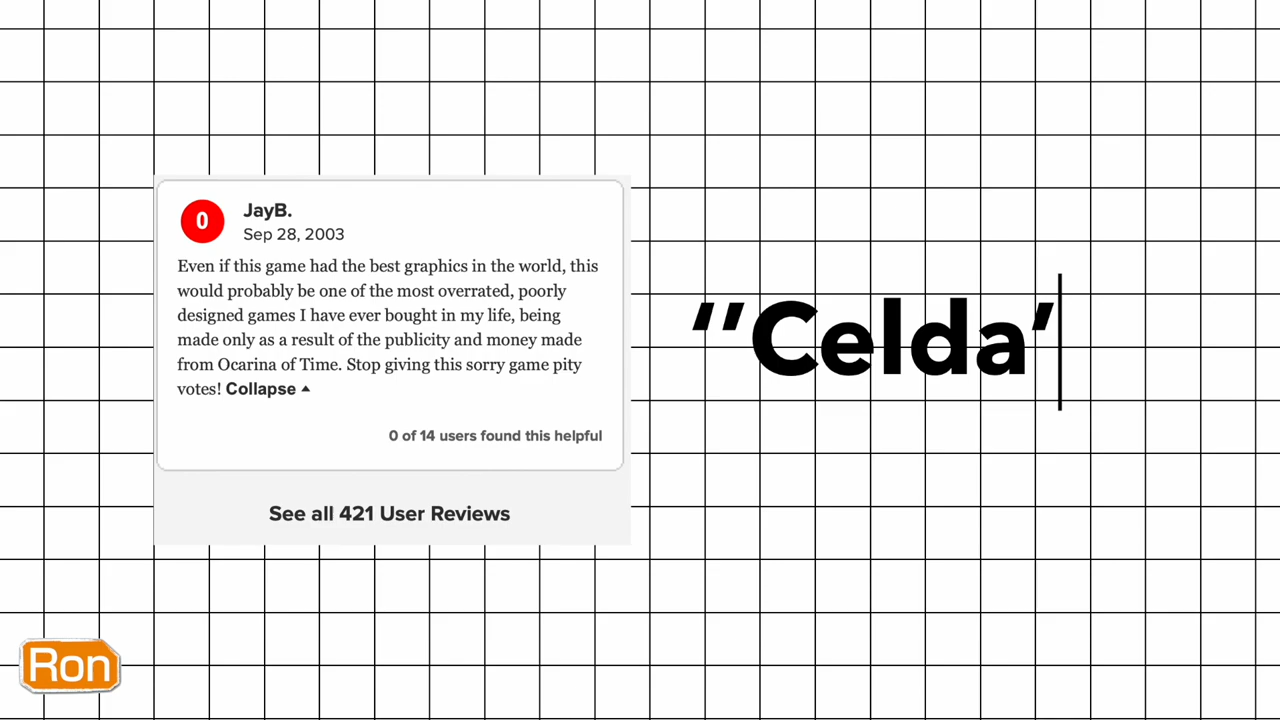 0
JayB.
Sep 28, 2003
Even if this game had the best graphics in the world, this
would probably be one of the most overrated, poorly
designed games I have ever bought in my life, being
made only as a result of the publicity and money made
from Ocarina of Time. Stop giving this sorry game pity
votes! Collapse
0 of 14 users found this helpful
See all 421 User Reviews
''Celda'
Ron